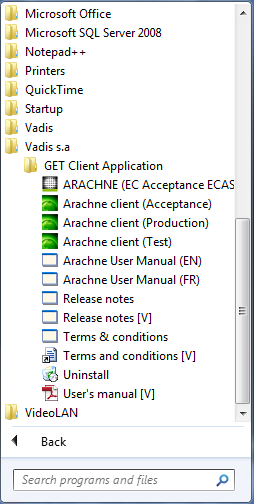 Microsoft Office
Microsoft SQL Server 2008
Notepad++
Printers
QuickTime
Startup
Vadis
Vadis s.a
GET Client Application
ARACHNE (EC Acceptance ECAS
Arachne client (Acceptance)
Arachne client (Production)
Arachne client (Test)
Arachne User Manual (EN)
Arachne User Manual (FR)
Release notes
Release notes [V]
Terms & conditions
Terms and conditions [V]
Uninstall
User's manual [V]
VideoLAN
Back
Search programs and files